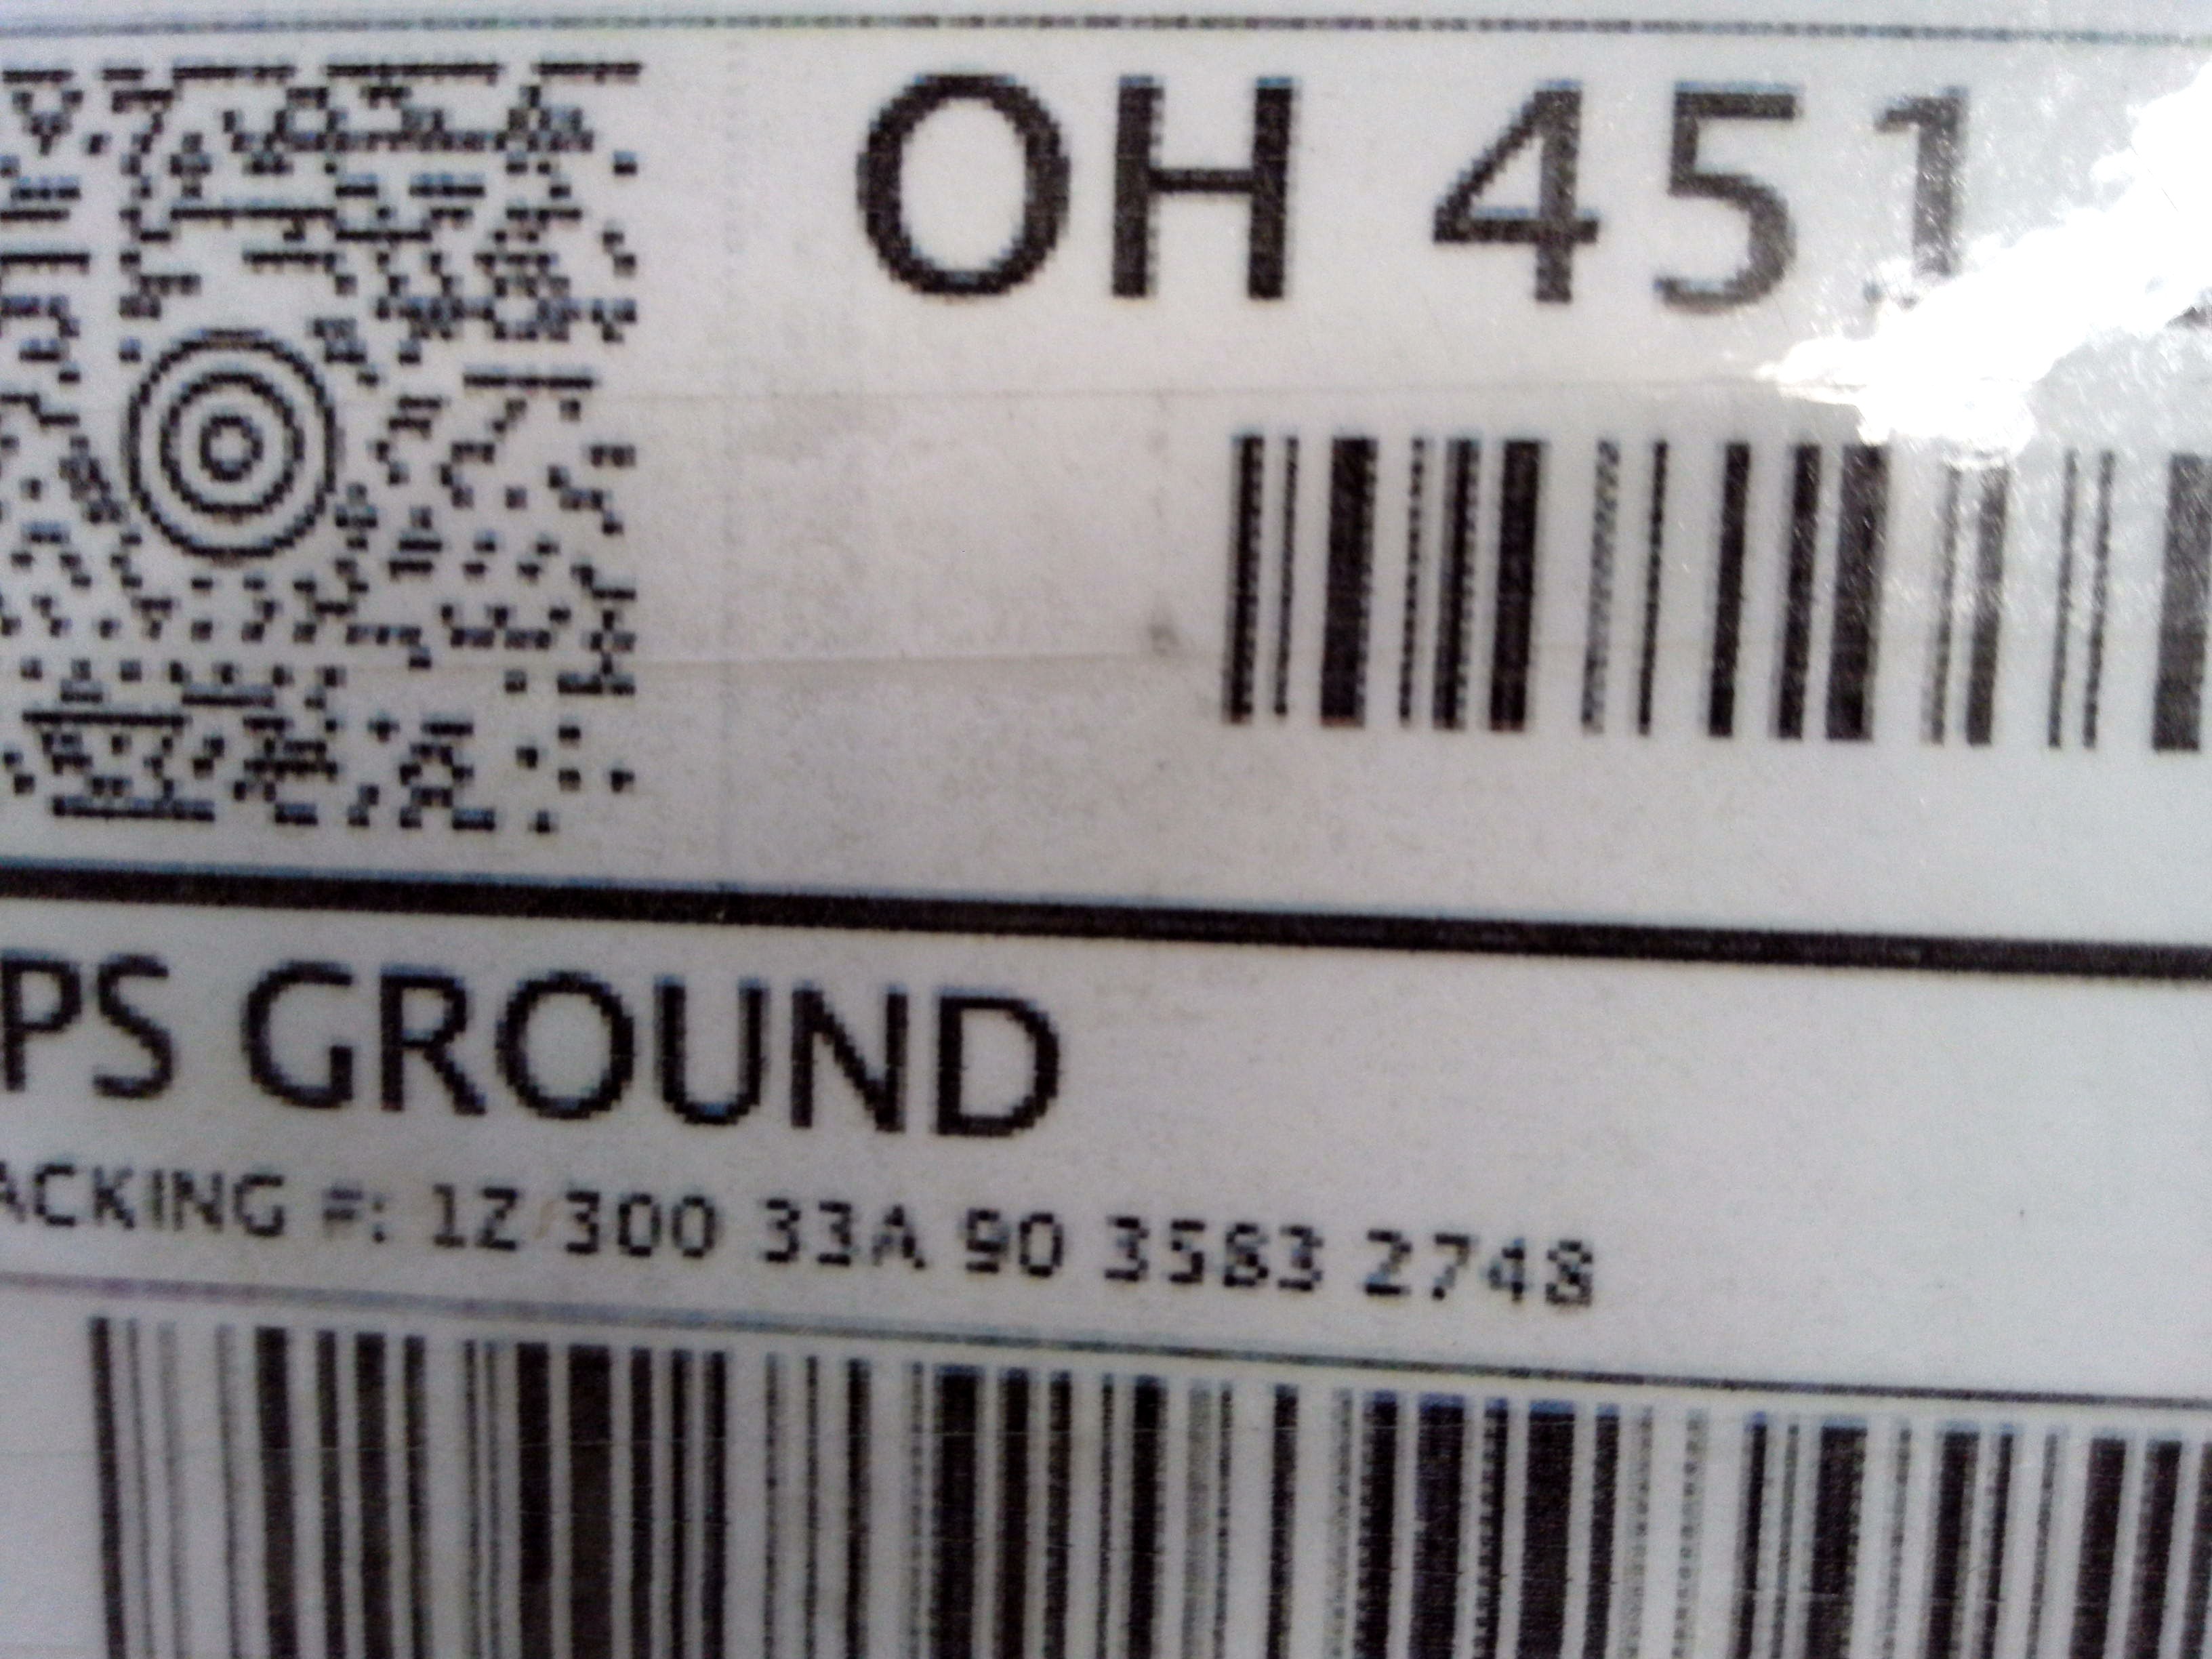 OH 451
PS GROUND
ACKING #: 1Z 300 33A 90 3583 2748